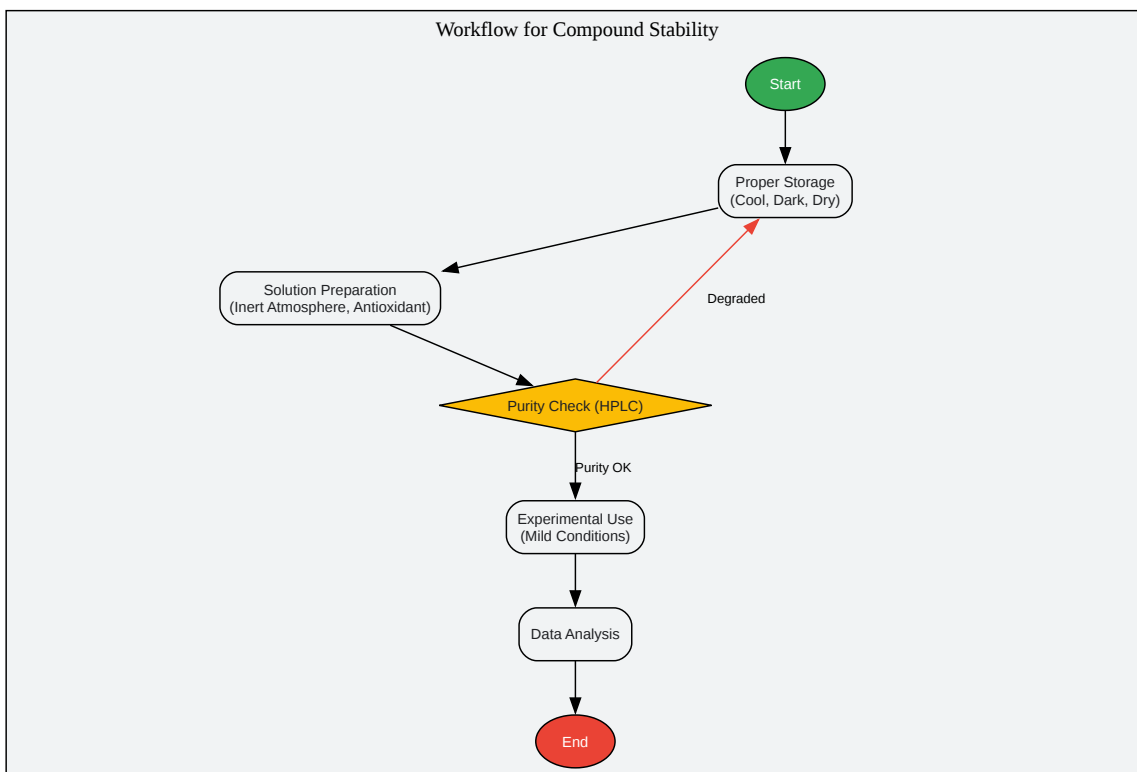 Workflow for Compound Stability
Start
Proper Storage
(Cool, Dark, Dry)
Solution Preparation
(Inert Atmosphere, Antioxidant)
Degraded
Purity Check (HPLC)
Purity OK
Experimental Use
(Mild Conditions)
Data Analysis
End